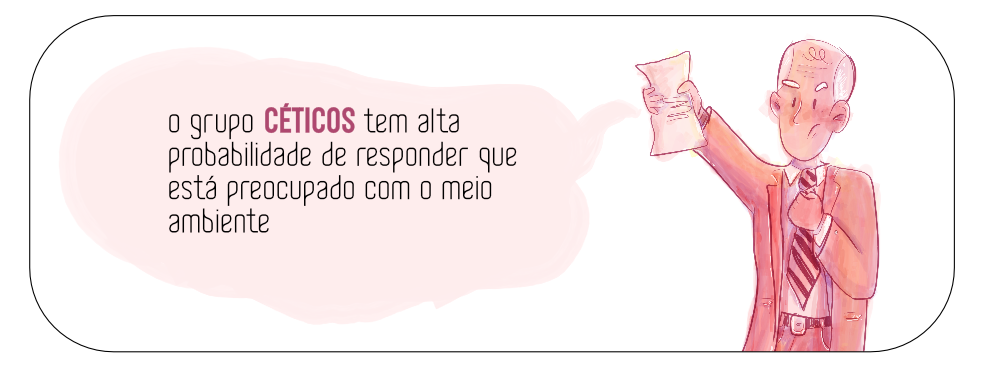 o grupo CÉTICOS tem alta
probabilidade de responder que
está preocupado com o meio
ambiente